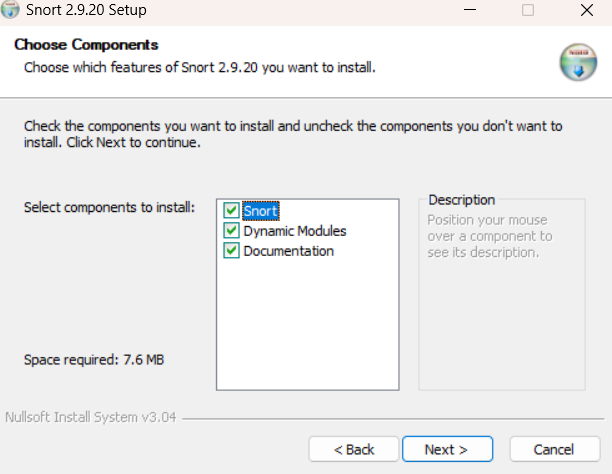 Snort 2.9.20 Setup
Choose Components
Choose which features of Snort 2.9.20 you want to install.
Check the components you want to install and uncheck the components you don't want to
install. Click Next to continue.
Select components to install:
Snort
Dynamic Modules
Documentation
Description
Position your mouse
over a component to
see its description.
Space required: 7.6 MB
Nullsoft Install System v3.04
< Back
Next >
Cancel